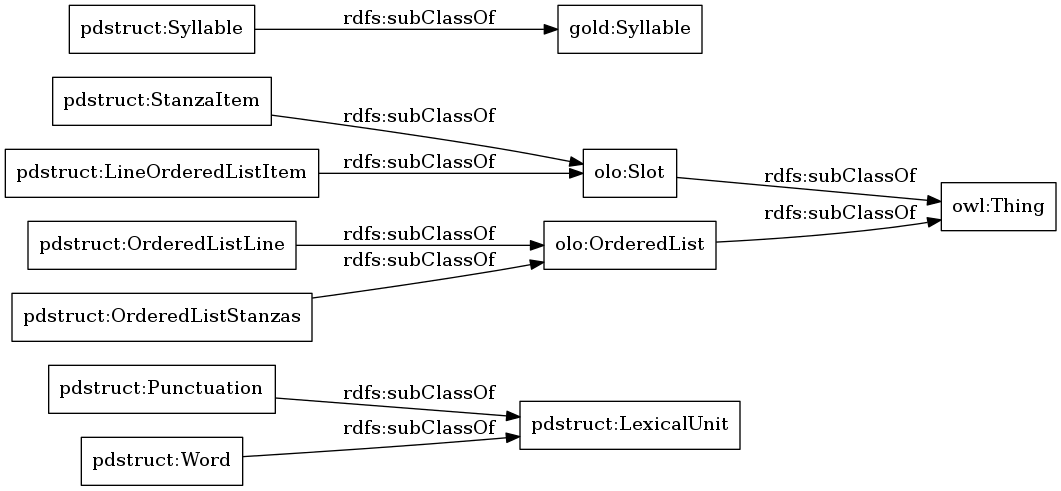 pdstruct:Syllable
rdfs:subClassOf
gold:Syllable
pdstruct:StanzaItem
rdfs:subClassOf
pdstruct:LineOrderedListItem
rdfs:subClassOf
olo:Slot
rdfs:subClassOf
owl:Thing
pdstruct:OrderedListLine
rdfs:subClassOf
olo:OrderedList
rdfs:subClassOf
rdfs:subClassOf
pdstruct:OrderedListStanzas
pdstruct:Punctuation
rdfs:subClassOf
pdstruct:LexicalUnit
rdfs:subClassOf
pdstruct:Word